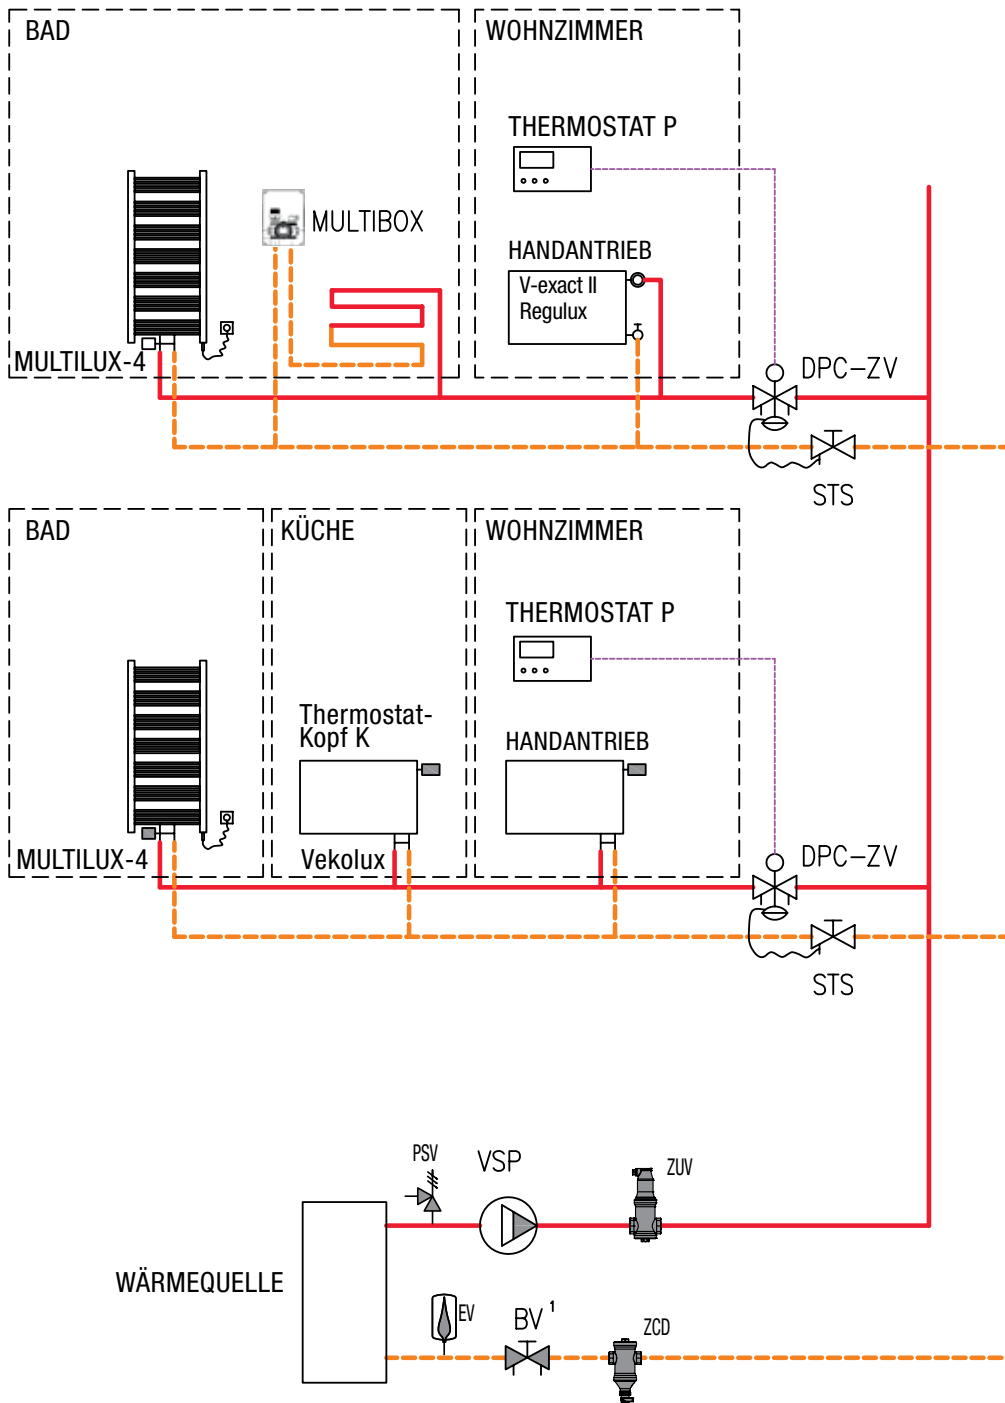 BAD
WOHNZIMMER
THERMOSTAT P
MULTIBOX
HANDANTRIEB
V-exact II
Regulux
MULTILUX-4
DPC-ZV
STS
BAD
KÜCHE
WOHNZIMMER
THERMOSTAT P
Thermostat-
Kopf K
HANDANTRIEB
MULTILUX-4
Vekolux
DPC-ZV
STS
PSV
VSP
ZUV
WÄRMEQUELLE
EV
BV 1
ZCD